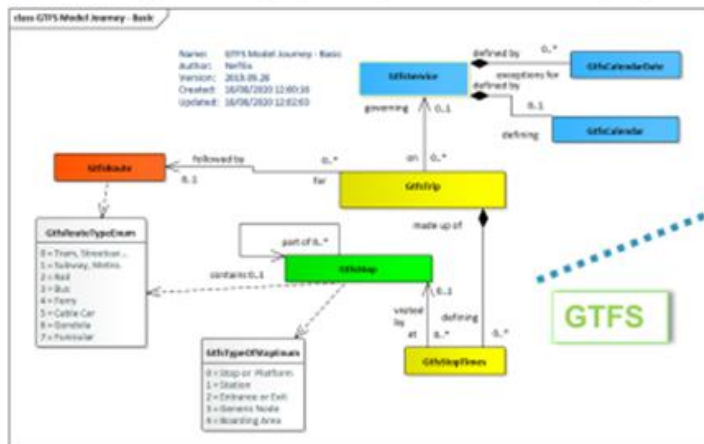 class GTFS Model Journey - Basic
Name: GTFS Model Journey - Basic
Author: NeTEx
Version: 2019.09.28
Created: 16/08/2020 12:00:16
Updated: 16/08/2020 12:02:03
GtfsService
defined by 0..*
exceptions for
GtfsCalendarDate
defined by
0..1
defining
GtfsCalendar
governing 0..1
on 0..*
GtfsRoute
followed by
0..1
0..*
for
GtfsTrip
made up of
GtfsRouteTypeEnum
0 = Tram, Streetcar...
1 = Subway, Metro.
2 = Rail
3 = Bus
4 = Ferry
5 = Cable Car
6 = Gondola
7 = Funicular
part of 0..*
contains 0..1
GtfsStop
0..1
visited by
at 0..*
defining
0..*
GtfsStopTimes
GtfsTypeOfStopEnum
0 = Stop or Platform
1 = Station
2 = Entrance or Exit
3 = Generic Node
4 = Boarding Area
GTFS